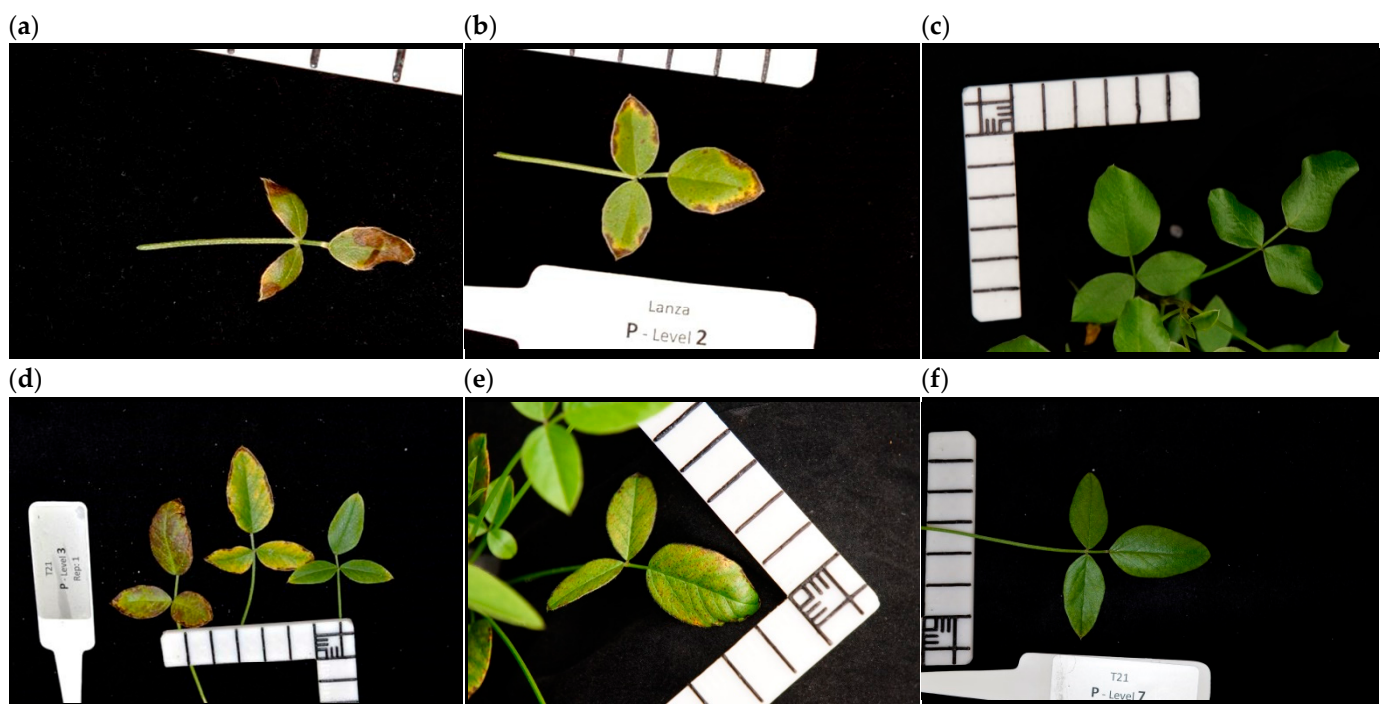 (a)
(b)
(c)
Lanza
P - Level 2
(d)
(e)
(f)
T21
P - Level 3
Rep: 1
T21
P - Level 7